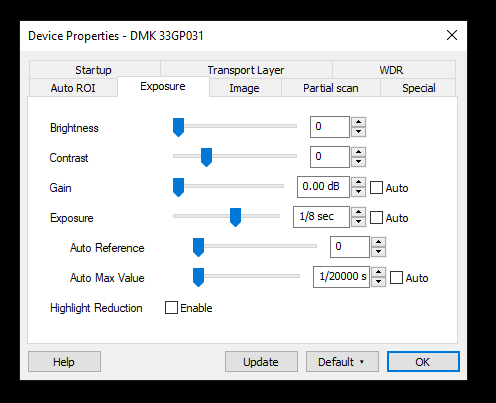 Device Properties - DMK 33GP031
Startup Transport Layer WDR
Auto ROI Exposure Image Partial scan Special
Brightness 0
Contrast 0
Gain 0.00 dB Auto
Exposure 1/8 sec Auto
Auto Reference 0
Auto Max Value 1/20000 s Auto
Highlight Reduction Enable
Help Update Default OK